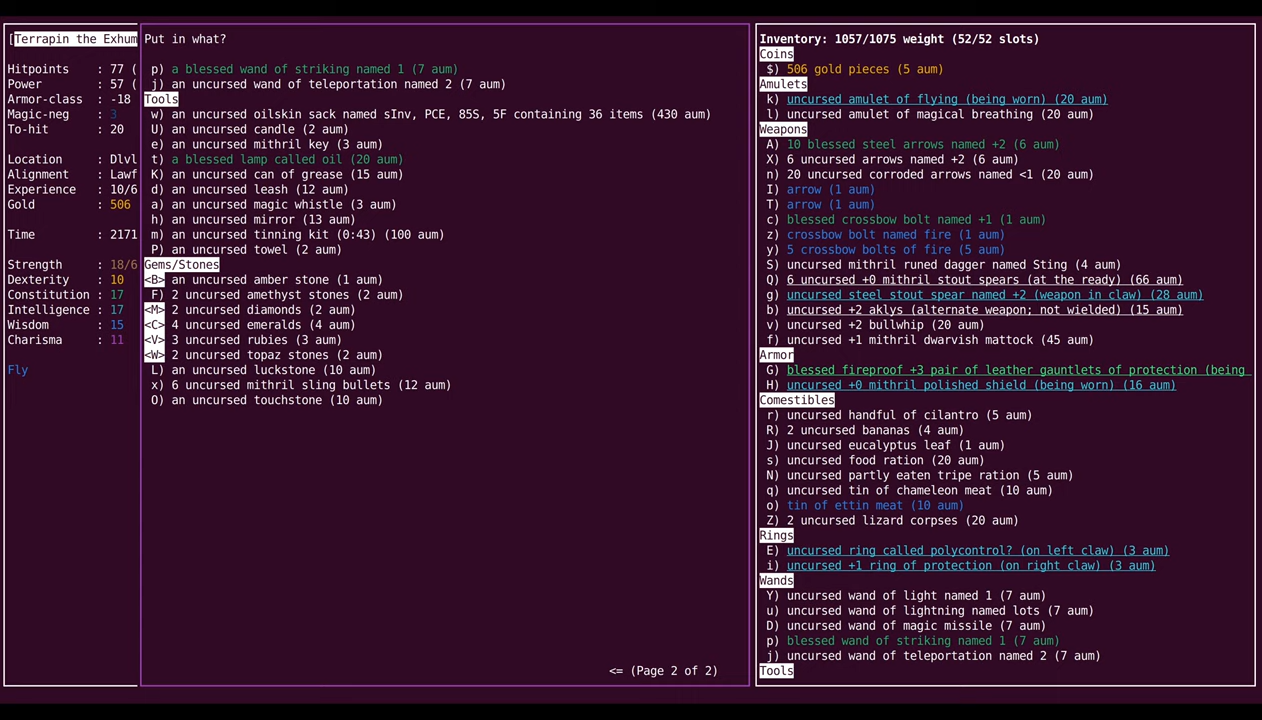 [Terrapin the Exhum
Hitpoints : 77 (
Power : 57 (
Armor-class : -18
Magic-neg : 3
To-hit : 20
Location : Dlvl
Alignment : Lawf
Experience : 10/6
Gold : 506
Time : 2171
Strength : 18/6
Dexterity : 10
Constitution : 17
Intelligence : 17
Wisdom : 15
Charisma : 11
Fly
Put in what?
p) a blessed wand of striking named 1 (7 aum)
j) an uncursed wand of teleportation named 2 (7 aum)
Tools
w) an uncursed oilskin sack named sInv, PCE, 85S, 5F containing 36 items (430 aum)
U) an uncursed candle (2 aum)
e) an uncursed mithril key (3 aum)
t) a blessed lamp called oil (20 aum)
K) an uncursed can of grease (15 aum)
d) an uncursed leash (12 aum)
a) an uncursed magic whistle (3 aum)
h) an uncursed mirror (13 aum)
m) an uncursed tinning kit (0:43) (100 aum)
P) an uncursed towel (2 aum)
Gems/Stones
<B> an uncursed amber stone (1 aum)
F) 2 uncursed amethyst stones (2 aum)
<M> 2 uncursed diamonds (2 aum)
<C> 4 uncursed emeralds (4 aum)
<V> 3 uncursed rubies (3 aum)
<W> 2 uncursed topaz stones (2 aum)
L) an uncursed luckstone (10 aum)
x) 6 uncursed mithril sling bullets (12 aum)
O) an uncursed touchstone (10 aum)
<= (Page 2 of 2)
Inventory: 1057/1075 weight (52/52 slots)
Coins
$) 506 gold pieces (5 aum)
Amulets
k) uncursed amulet of flying (being worn) (20 aum)
l) uncursed amulet of magical breathing (20 aum)
Weapons
A) 10 blessed steel arrows named +2 (6 aum)
X) 6 uncursed arrows named +2 (6 aum)
n) 20 uncursed corroded arrows named <1 (20 aum)
I) arrow (1 aum)
T) arrow (1 aum)
c) blessed crossbow bolt named +1 (1 aum)
z) crossbow bolt named fire (1 aum)
y) 5 crossbow bolts of fire (5 aum)
S) uncursed mithril runed dagger named Sting (4 aum)
Q) 6 uncursed +0 mithril stout spears (at the ready) (66 aum)
g) uncursed steel stout spear named +2 (weapon in claw) (28 aum)
b) uncursed +2 aklys (alternate weapon; not wielded) (15 aum)
v) uncursed +2 bullwhip (20 aum)
f) uncursed +1 mithril dwarvish mattock (45 aum)
Armor
G) blessed fireproof +3 pair of leather gauntlets of protection (being
H) uncursed +0 mithril polished shield (being worn) (16 aum)
Comestibles
r) uncursed handful of cilantro (5 aum)
R) 2 uncursed bananas (4 aum)
J) uncursed eucalyptus leaf (1 aum)
s) uncursed food ration (20 aum)
N) uncursed partly eaten tripe ration (5 aum)
q) uncursed tin of chameleon meat (10 aum)
o) tin of ettin meat (10 aum)
Z) 2 uncursed lizard corpses (20 aum)
Rings
E) uncursed ring called polycontrol? (on left claw) (3 aum)
i) uncursed +1 ring of protection (on right claw) (3 aum)
Wands
Y) uncursed wand of light named 1 (7 aum)
u) uncursed wand of lightning named lots (7 aum)
D) uncursed wand of magic missile (7 aum)
p) blessed wand of striking named 1 (7 aum)
j) uncursed wand of teleportation named 2 (7 aum)
Tools